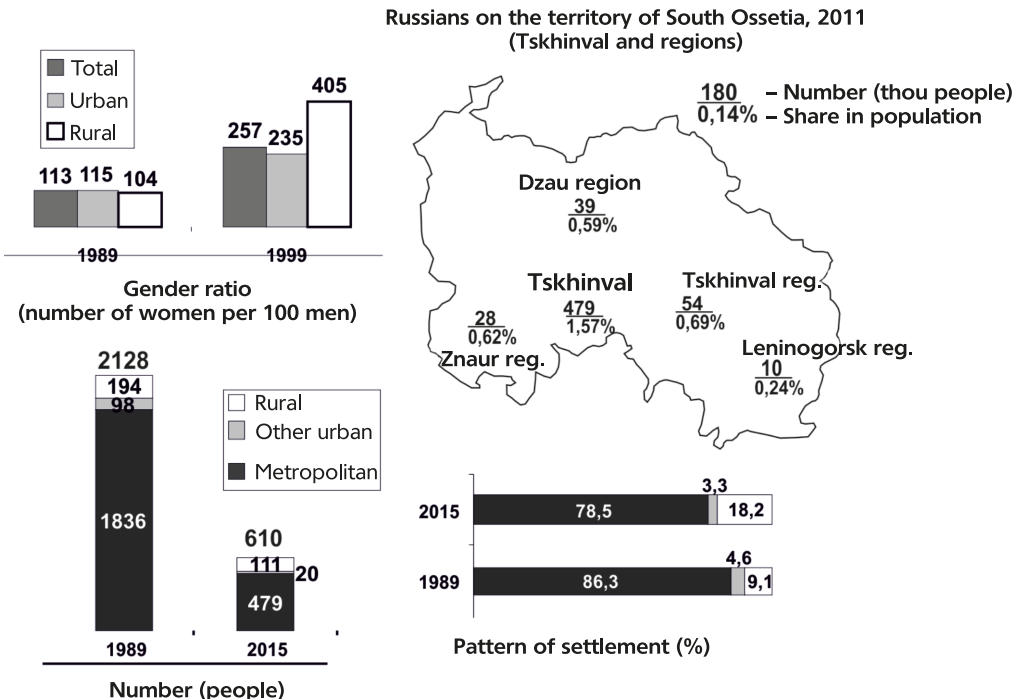 Russians on the territory of South Ossetia, 2011
(Tskhinval and regions)
Total
Urban
Rural
113 115 104
257 235 405
1989 1999
Gender ratio
(number of women per 100 men)
180 – Number (thou people)
0,14% – Share in population
Dzau region
39
0,59%
Tskhinval
479
1,57%
Tskhinval reg.
54
0,69%
28
0,62%
Znaur reg.
Leninogorsk reg.
10
0,24%
2128
194
98
1836
610
111
20
479
1989 2015
Number (people)
Rural
Other urban
Metropolitan
3,3
2015 78,5 18,2
4,6
1989 86,3 9,1
Pattern of settlement (%)